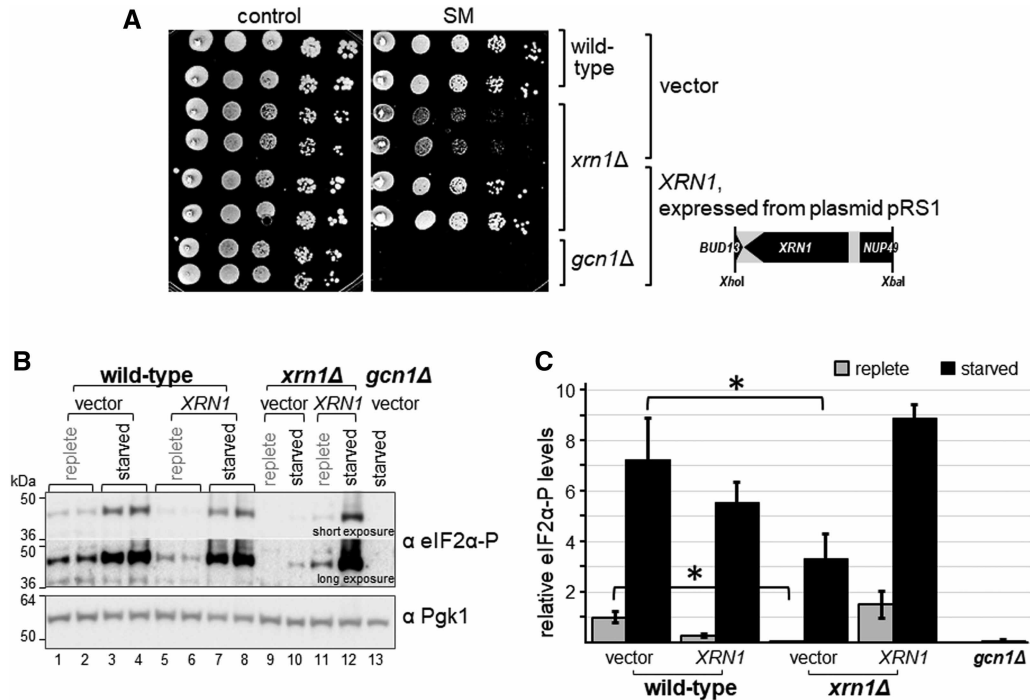 A
control
SM
wild-
type
vector
xrn1Δ
XRN1,
expressed from plasmid pRS1
gcn1Δ
BUD13
XRN1
NUP49
XhoI
XbaI
B
wild-type
xrn1Δ
gcn1Δ
vector
XRN1
vector
XRN1
vector
replete
starved
replete
starved
replete
starved
replete
starved
starved
kDa
50
short exposure
α eIF2α-P
36
50
long exposure
36
64
α Pgk1
50
1 2 3 4 5 6 7 8 9 10 11 12 13
C
replete
starved
relative eIF2α-P levels
10
8
6
4
2
*
*
vector
XRN1
vector
XRN1
gcn1Δ
wild-type
xrn1Δ